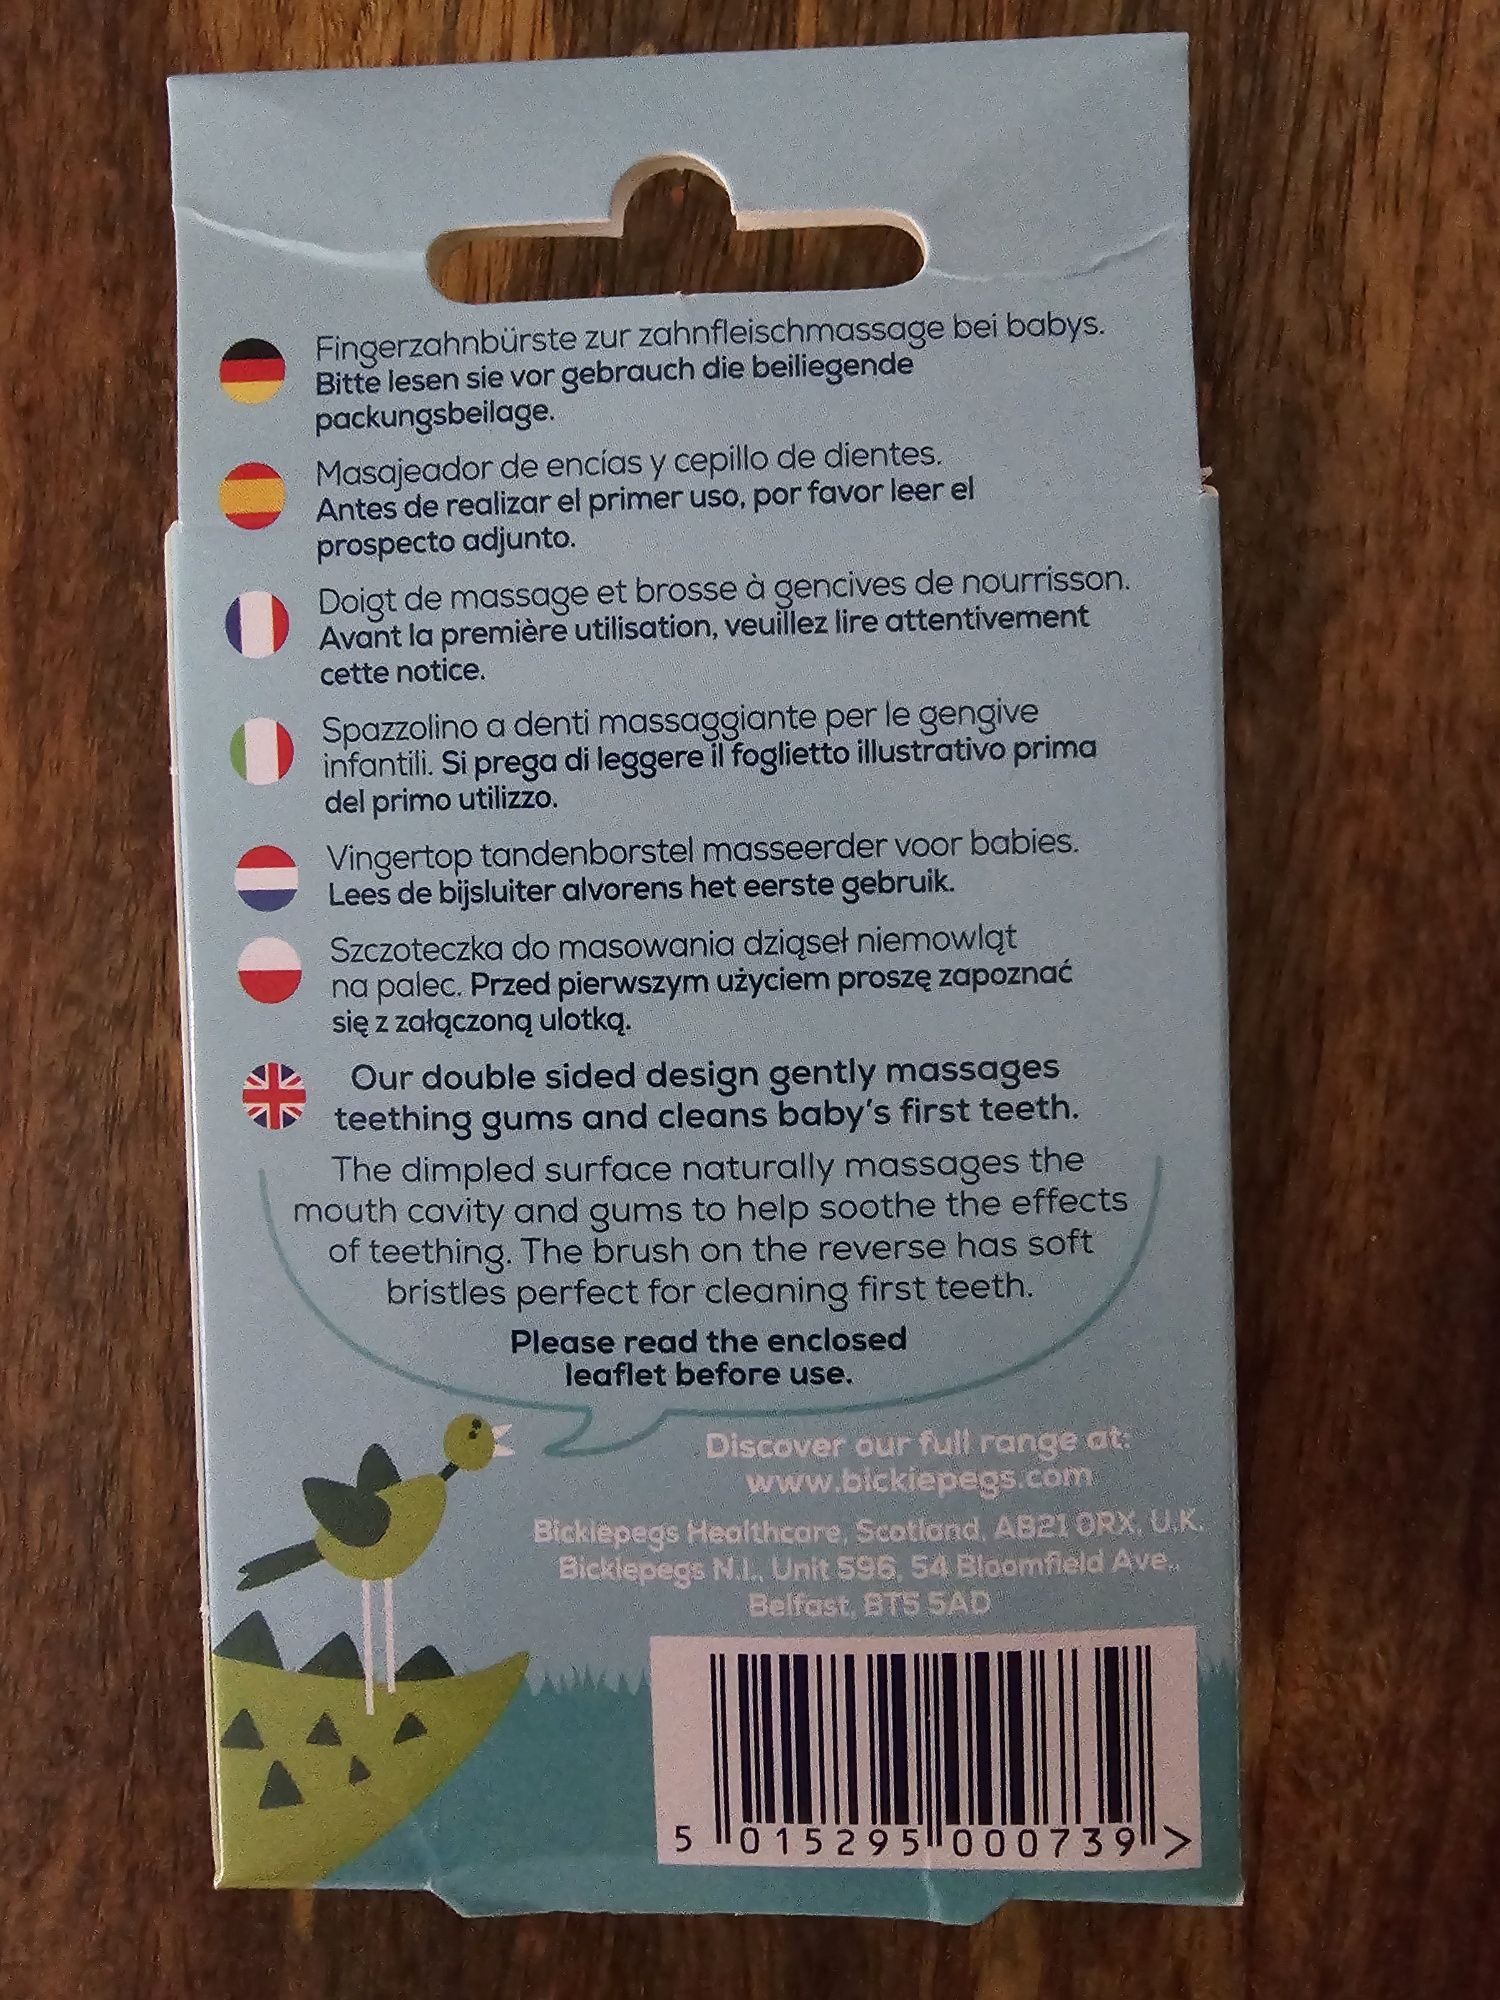 Fingerzahnbürste zur zahnfleischmassage bei babys.
Bitte lesen sie vor gebrauch die beiliegende
packungsbeilage.
Masajeador de encías y cepillo de dientes.
Antes de realizar el primer uso, por favor leer el
prospecto adjunto.
Doigt de massage et brosse à gencives de nourrisson.
Avant la première utilisation, veuillez lire attentivement
cette notice.
Spazzolino a denti massaggiante per le gengive
infantili. Si prega di leggere il foglietto illustrativo prima
del primo utilizzo.
Vingertop tandenborstel masseerder voor babies.
Lees de bijsluiter alvorens het eerste gebruik.
Szczoteczka do masowania dziąseł niemowląt
na palec. Przed pierwszym użyciem proszę zapoznać
się z załączoną ulotką.
Our double sided design gently massages
teething gums and cleans baby's first teeth.
The dimpled surface naturally massages the
mouth cavity and gums to help soothe the effects
of teething. The brush on the reverse has soft
bristles perfect for cleaning first teeth.
Please read the enclosed
leaflet before use.
Discover our full range at:
www.bickiepegs.com
Bickiepegs Healthcare, Scotland, AB21 0RX, U.K.
Bickiepegs N.I., Unit 596, 54 Bloomfield Ave.,
Belfast, BT5 5AD
5 015295 000739 >